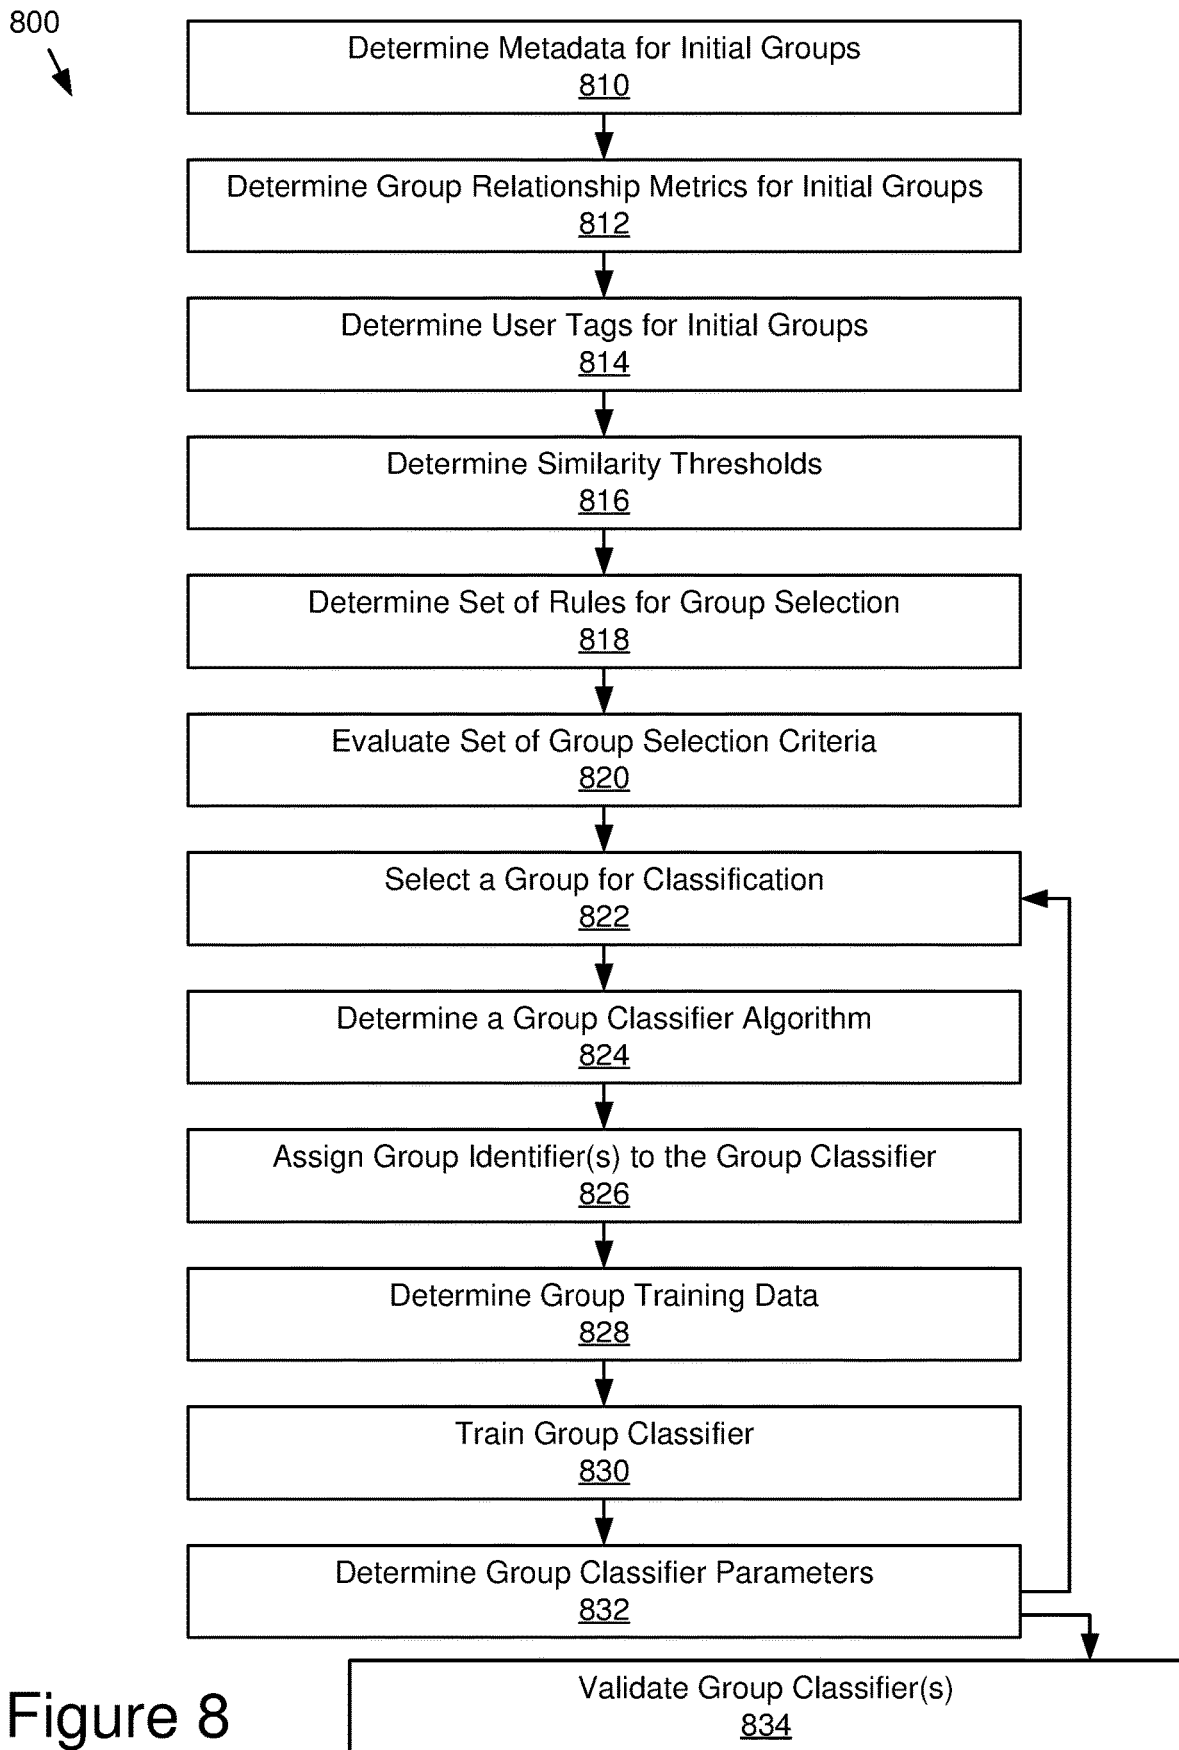 800
Determine Metadata for Initial Groups
810
Determine Group Relationship Metrics for Initial Groups
812
Determine User Tags for Initial Groups
814
Determine Similarity Thresholds
816
Determine Set of Rules for Group Selection
818
Evaluate Set of Group Selection Criteria
820
Select a Group for Classification
822
Determine a Group Classifier Algorithm
824
Assign Group Identifier(s) to the Group Classifier
826
Determine Group Training Data
828
Train Group Classifier
830
Determine Group Classifier Parameters
832
Validate Group Classifier(s)
834
Figure 8